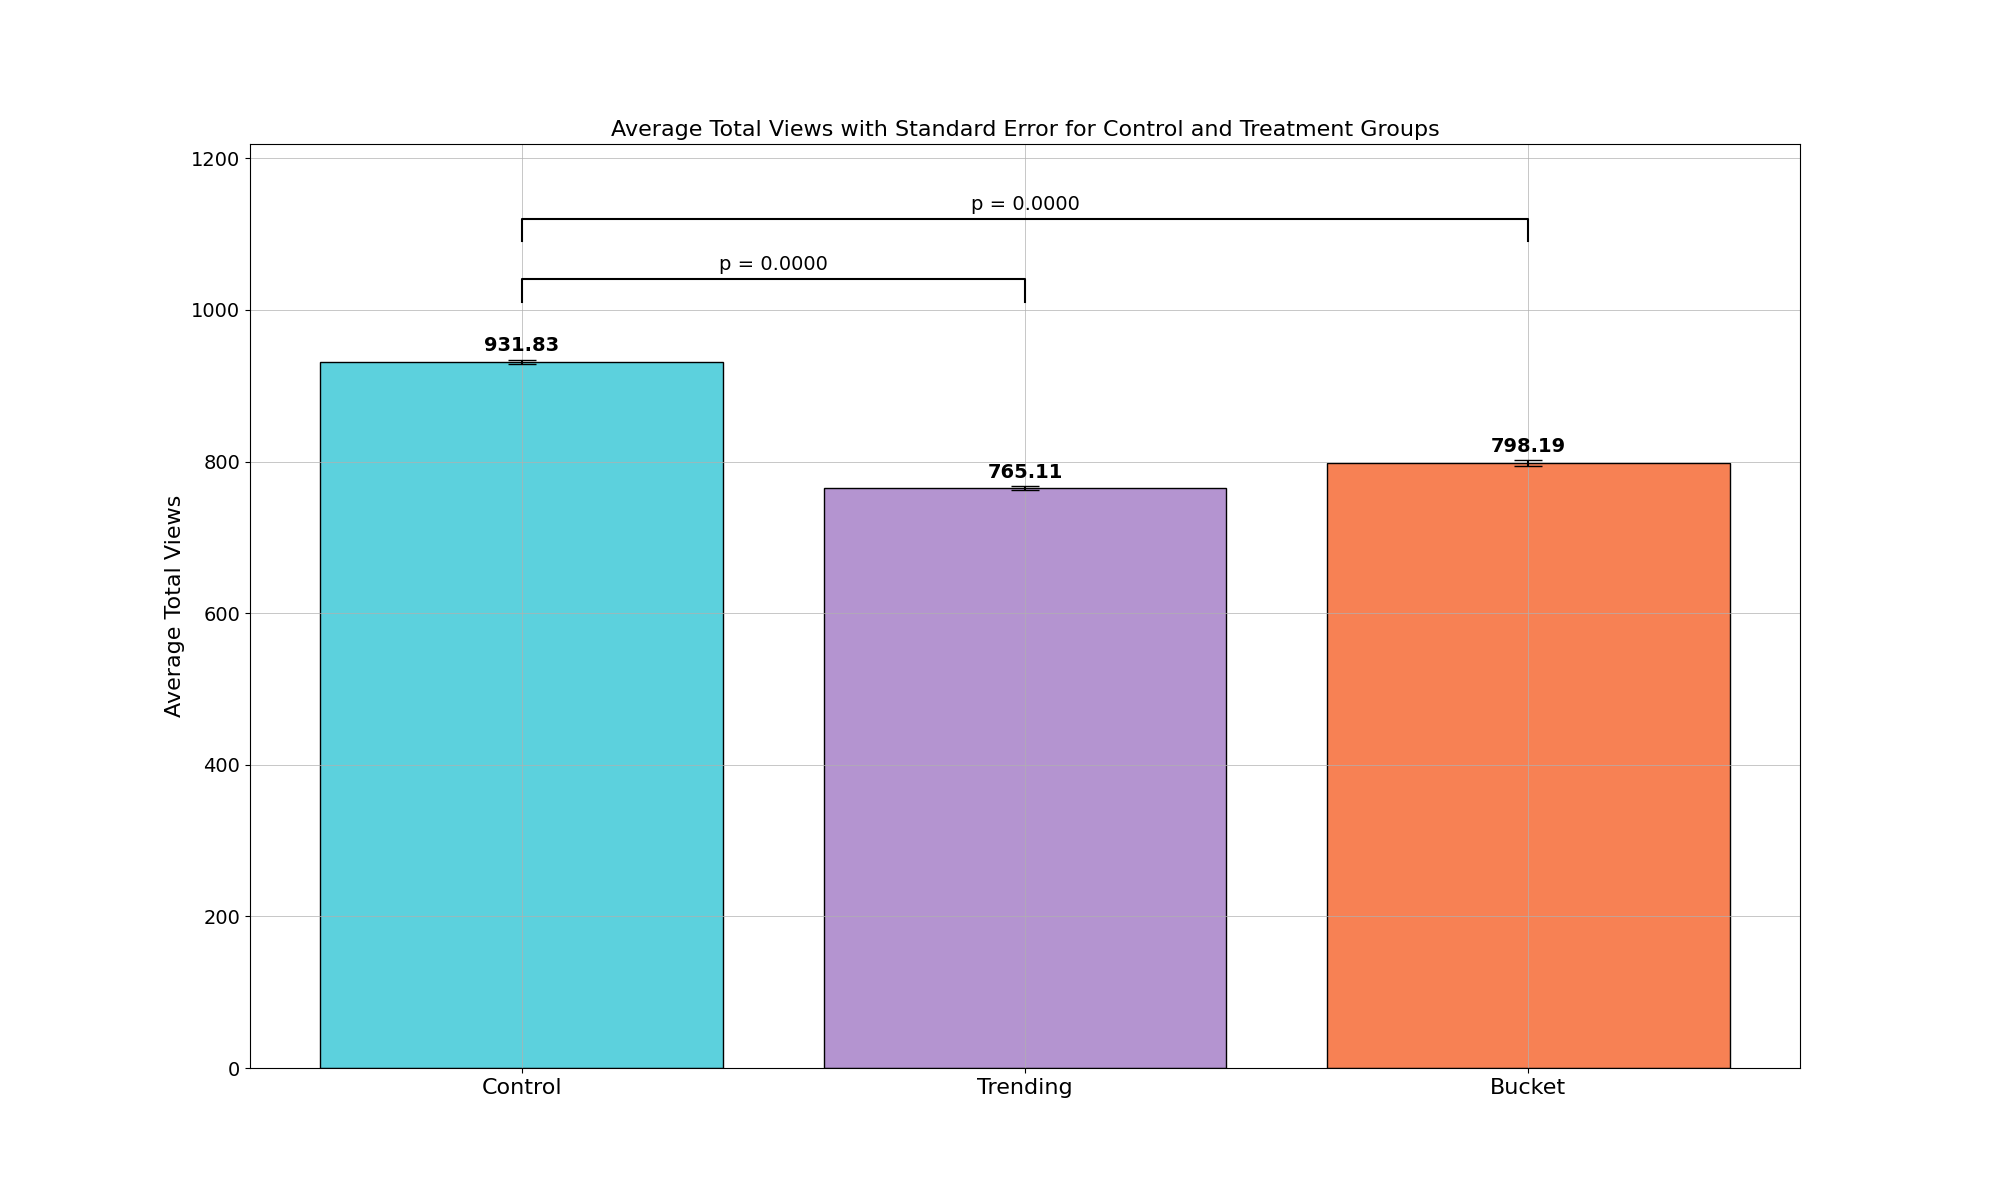 Average Total Views with Standard Error for Control and Treatment Groups
1200
p = 0.0000
p = 0.0000
1000
931.83
798.19
765.11
800
Average Total Views
600
400
200
0
Control Trending Bucket